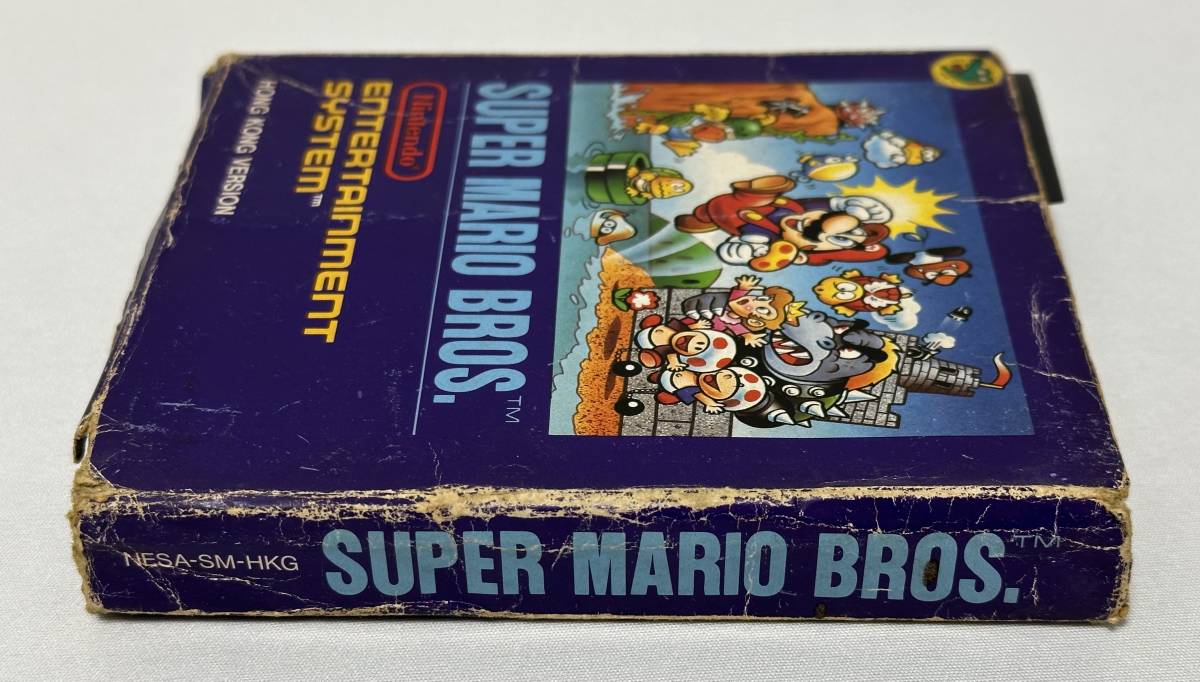 SUPER MARIO BROS.™
Nintendo®
ENTERTAINMENT
SYSTEM™
HONG KONG VERSION
NESA-SM-HKG
SUPER MARIO BROS.™